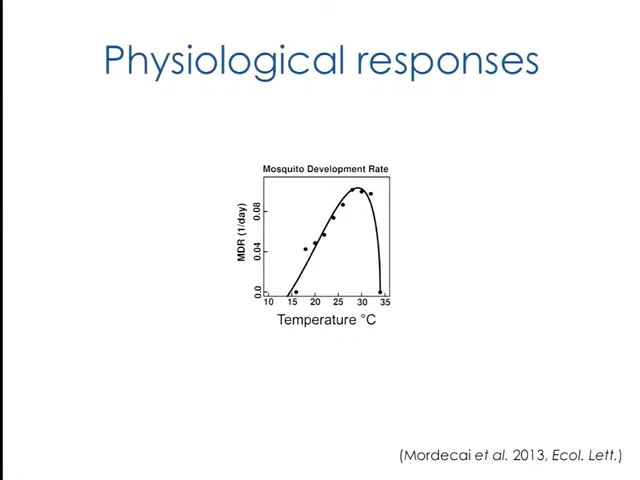 Physiological responses
Mosquito Development Rate
MDR (1/day)
0.08
0.04
0.0
10 15 20 25 30 35
Temperature °C
(Mordecai et al. 2013, Ecol. Lett.)